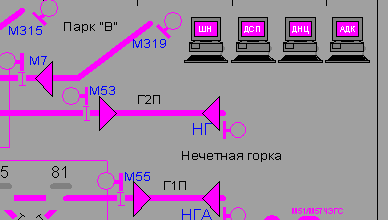 М315
Парк "В"
М319
ШН
ДСП
ДНЦ
АДК
М7
М53
Г2П
НГ
Нечетная горка
5
81
М55
Г1П
НГА